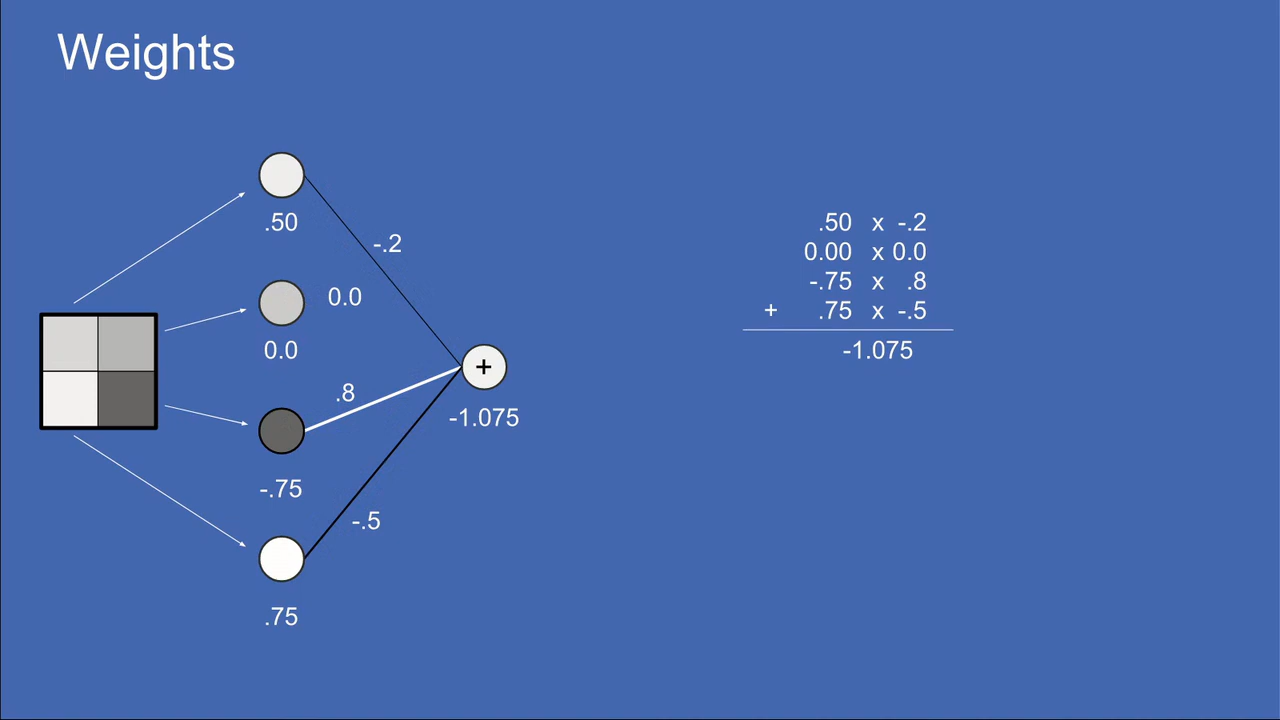 Weights
.50
-.2
0.0
0.0
.8
+
-1.075
-.75
-.5
.75
.50 x -.2
0.00 x 0.0
-.75 x .8
+ .75 x -.5
-1.075